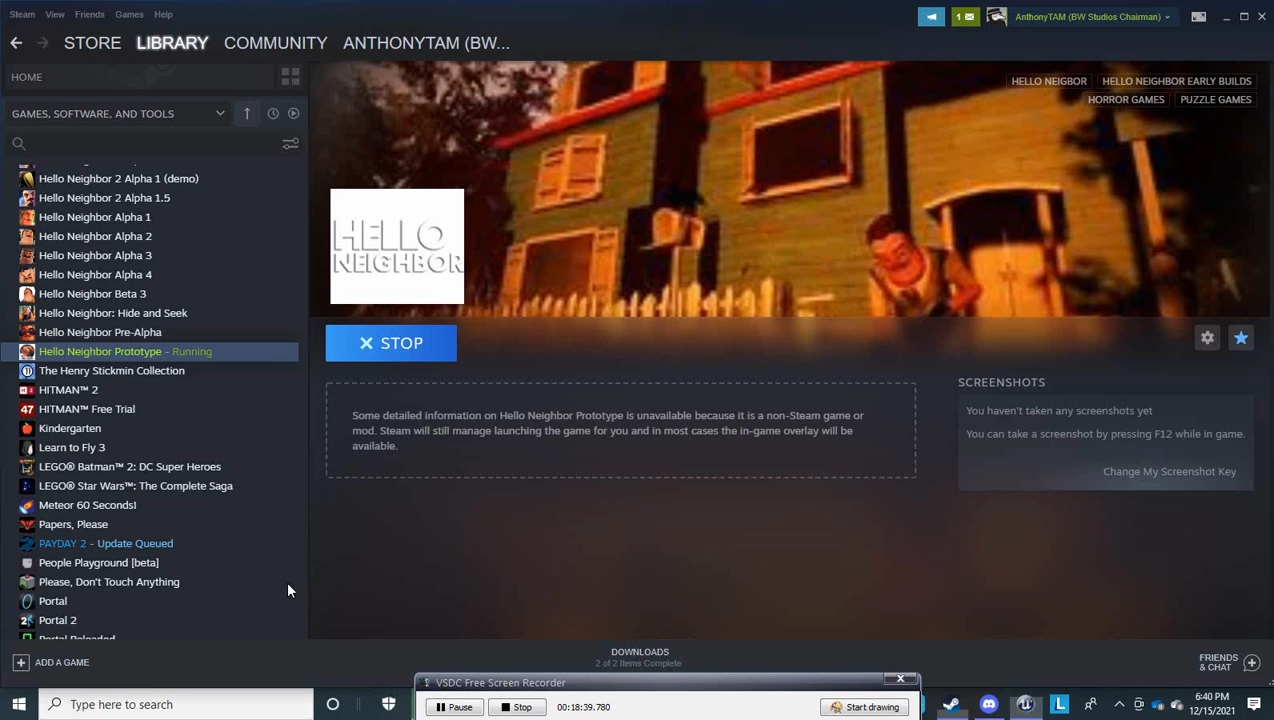 Steam View Friends Games Help
1
AnthonyTAM (BW Studios Chairman)
STORE LIBRARY COMMUNITY ANTHONYTAM (BW...
HOME
GAMES, SOFTWARE, AND TOOLS
Hello Neighbor 2 Alpha 1 (demo)
Hello Neighbor 2 Alpha 1.5
Hello Neighbor Alpha 1
Hello Neighbor Alpha 2
Hello Neighbor Alpha 3
Hello Neighbor Alpha 4
Hello Neighbor Beta 3
Hello Neighbor: Hide and Seek
Hello Neighbor Pre-Alpha
Hello Neighbor Prototype - Running
The Henry Stickmin Collection
HITMAN™ 2
HITMAN™ Free Trial
Kindergarten
Learn to Fly 3
LEGO® Batman™ 2: DC Super Heroes
LEGO® Star Wars™: The Complete Saga
Meteor 60 Seconds!
Papers, Please
PAYDAY 2 - Update Queued
People Playground [beta]
Please, Don't Touch Anything
Portal
Portal 2
Portal Reloaded
ADD A GAME
HELLO NEIGBOR HELLO NEIGHBOR EARLY BUILDS
HORROR GAMES PUZZLE GAMES
HELLO
NEIGHBOR
STOP
Some detailed information on Hello Neighbor Prototype is unavailable because it is a non-Steam game or
mod. Steam will still manage launching the game for you and in most cases the in-game overlay will be
available.
SCREENSHOTS
You haven't taken any screenshots yet
You can take a screenshot by pressing F12 while in game.
Change My Screenshot Key
DOWNLOADS
2 of 2 Items Complete
FRIENDS
& CHAT
VSDC Free Screen Recorder
Pause Stop 00:18:39.780 Start drawing
Type here to search
6:40 PM
12/15/2021